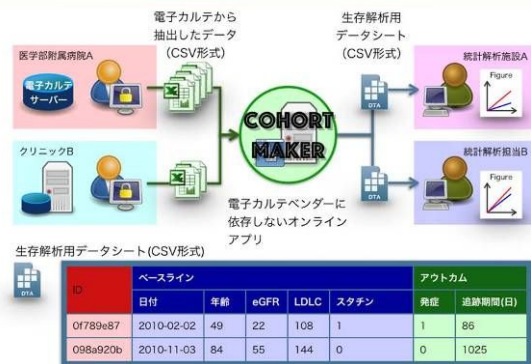 電子カルテから
抽出したデータ
(CSV形式)
生存解析用
データシート
(CSV形式)
医学部附属病院A
電子カルテ
サーバー
COHORT
MAKER
DTA
統計解析施設A
Figure
クリニックB
電子カルテベンダーに
依存しないオンライン
アプリ
DTA
統計解析担当B
Figure
生存解析用データシート(CSV形式)
DTA
ID
ベースライン
アウトカム
日付 年齢 eGFR LDLC スタチン 発症 追跡期間(日)
0f789e87 2010-02-02 49 22 108 1 1 86
098a920b 2010-11-03 84 55 144 0 0 1025